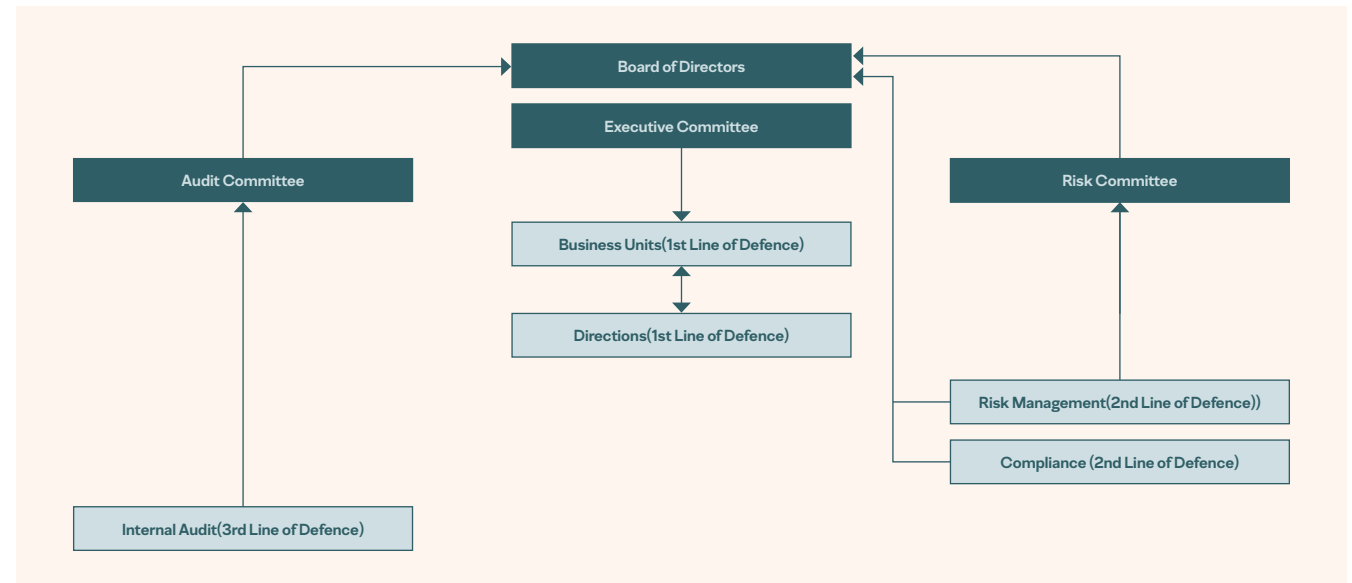 Board of Directors
Executive Committee
Audit Committee
Risk Committee
Business Units(1st Line of Defence)
Directions(1st Line of Defence)
Risk Management(2nd Line of Defence))
Compliance (2nd Line of Defence)
Internal Audit(3rd Line of Defence)